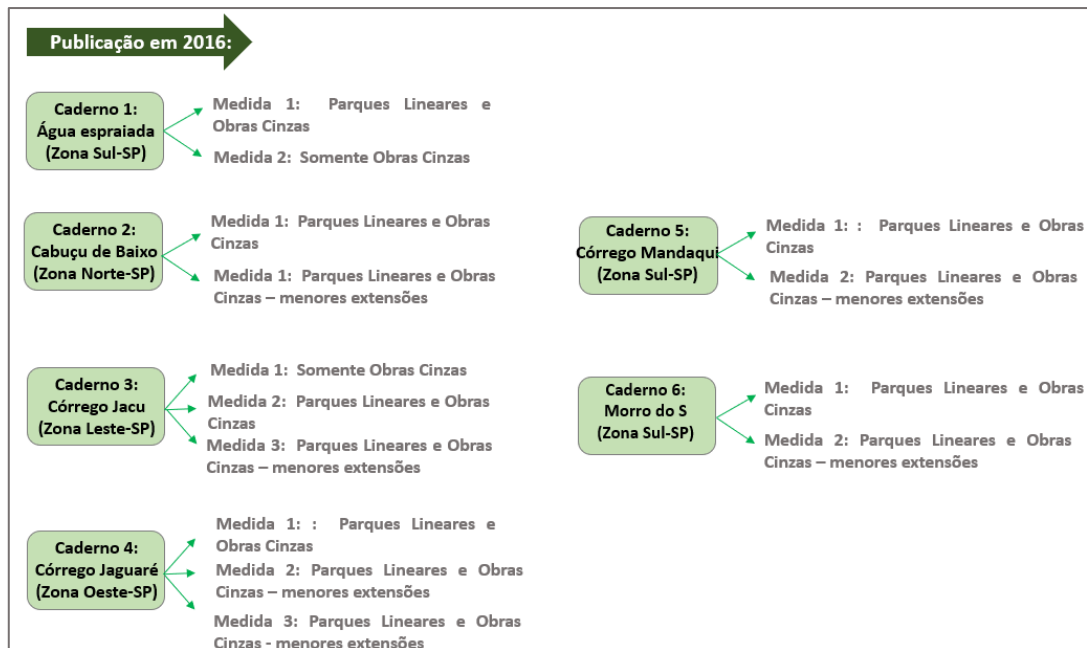 Publicação em 2016:
Caderno 1:
Água espraiada
(Zona Sul-SP)
Medida 1: Parques Lineares e
Obras Cinzas
Medida 2: Somente Obras Cinzas
Caderno 2:
Cabuçu de Baixo
(Zona Norte-SP)
Medida 1: Parques Lineares e Obras
Cinzas
Medida 1: Parques Lineares e Obras
Cinzas – menores extensões
Caderno 3:
Córrego Jacu
(Zona Leste-SP)
Medida 1: Somente Obras Cinzas
Medida 2: Parques Lineares e Obras
Cinzas
Medida 3: Parques Lineares e Obras
Cinzas – menores extensões
Caderno 4:
Córrego Jaguaré
(Zona Oeste-SP)
Medida 1: : Parques Lineares e
Obras Cinzas
Medida 2: Parques Lineares e Obras
Cinzas – menores extensões
Medida 3: Parques Lineares e Obras
Cinzas - menores extensões
Caderno 5:
Córrego Mandaqui
(Zona Sul-SP)
Medida 1: : Parques Lineares e Obras
Cinzas
Medida 2: Parques Lineares e Obras
Cinzas – menores extensões
Caderno 6:
Morro do S
(Zona Sul-SP)
Medida 1: Parques Lineares e Obras
Cinzas
Medida 2: Parques Lineares e Obras
Cinzas – menores extensões